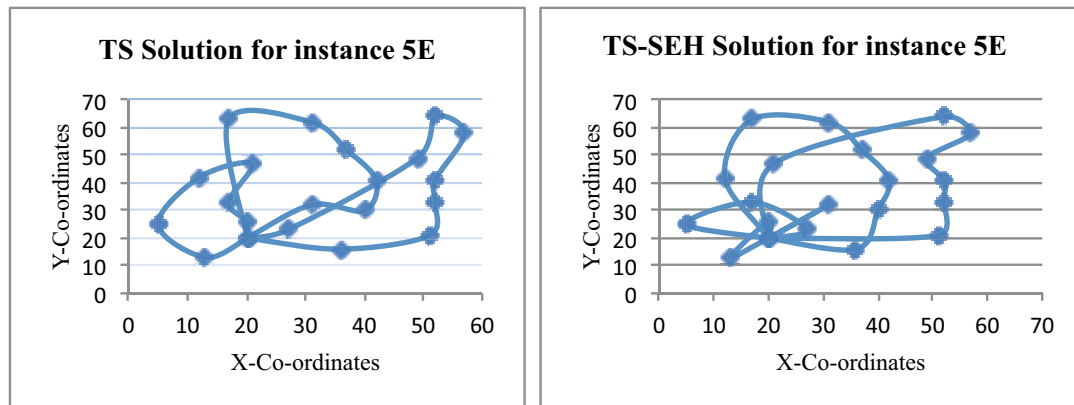 TS Solution for instance 5E
Y-Co-ordinates
70
60
50
40
30
20
10
0
0 10 20 30 40 50 60
X-Co-ordinates
TS-SEH Solution for instance 5E
Y-Co-ordinates
70
60
50
40
30
20
10
0
0 10 20 30 40 50 60 70
X-Co-ordinates